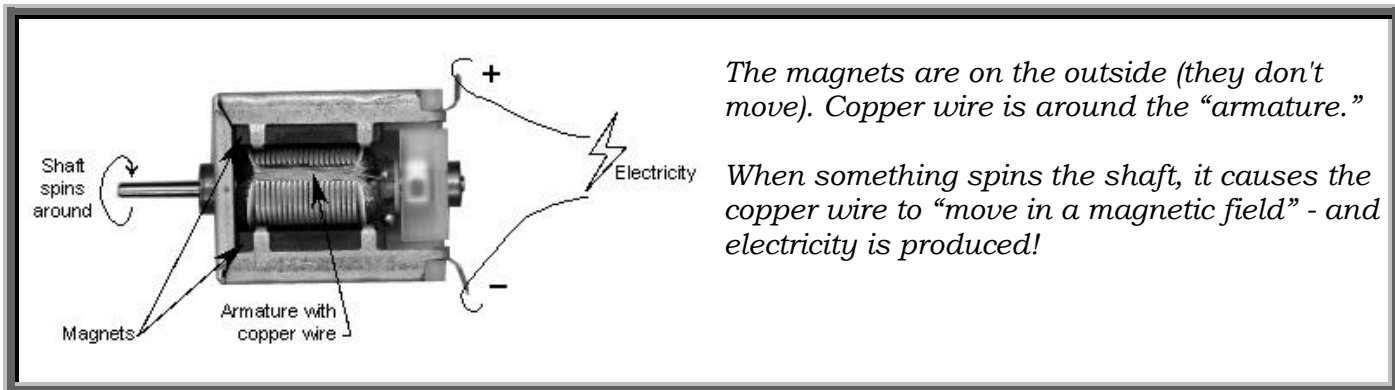 +
Shaft
spins
around
Electricity
−
Armature with
copper wire
Magnets
The magnets are on the outside (they don't
move). Copper wire is around the “armature.”
When something spins the shaft, it causes the
copper wire to “move in a magnetic field” - and
electricity is produced!